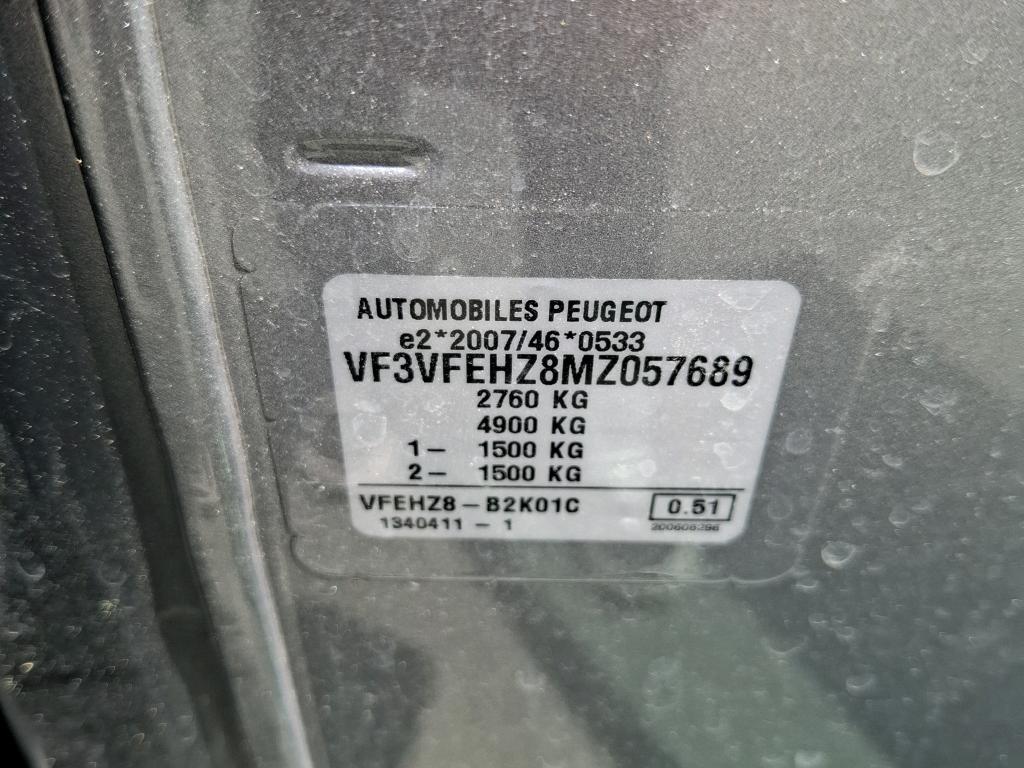 AUTOMOBILES PEUGEOT
e2*2007/46*0533
VF3VFEHZ8MZ057689
2760 KG
4900 KG
1- 1500 KG
2- 1500 KG
VFEHZ8-B2K01C 0.51
1340411-1